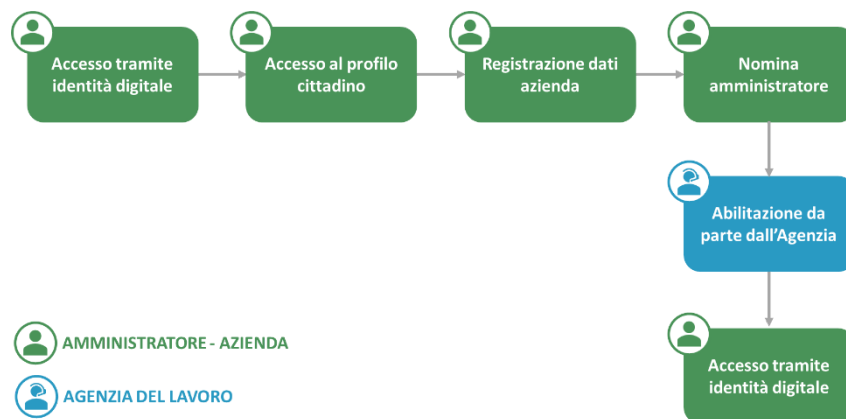 Accesso tramite
identità digitale
Accesso al profilo
cittadino
Registrazione dati
azienda
Nomina
amministratore
Abilitazione da
parte dall'Agenzia
Accesso tramite
identità digitale
AMMINISTRATORE - AZIENDA
AGENZIA DEL LAVORO